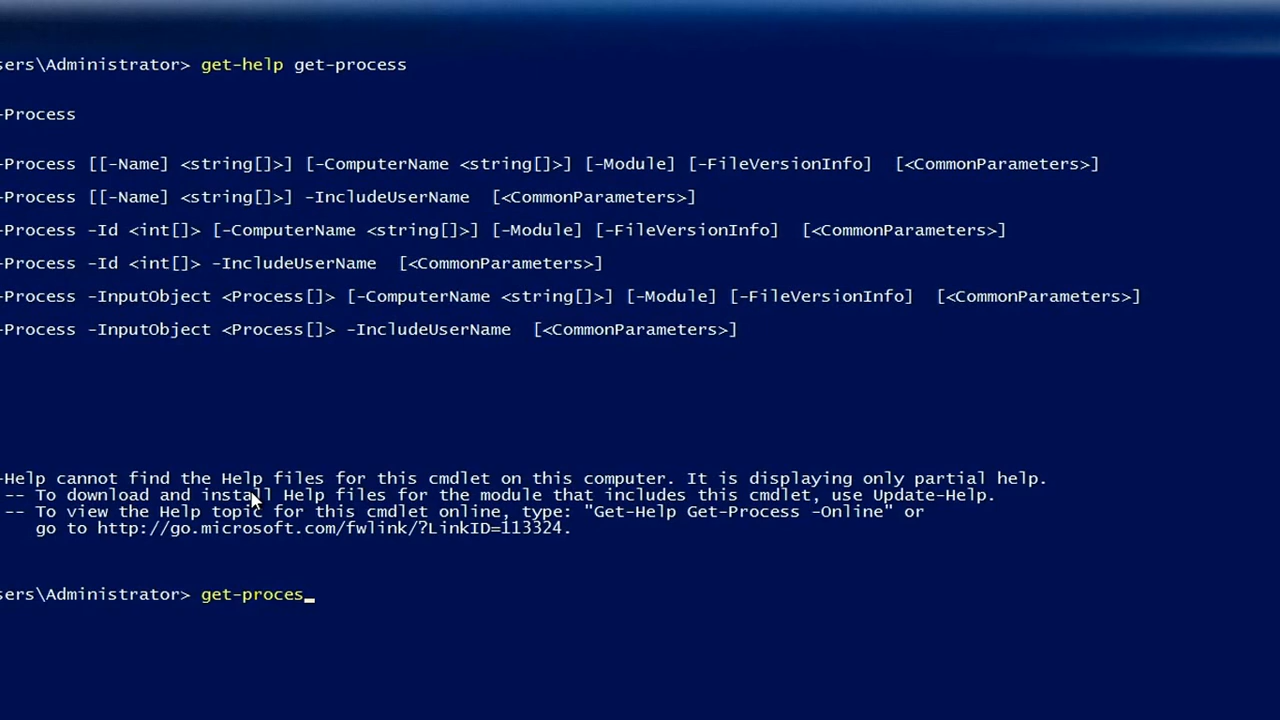 sers\Administrator> get-help get-process
-Process
-Process [[-Name] <string[]>] [-ComputerName <string[]>] [-Module] [-FileVersionInfo]  [<CommonParameters>]
-Process [[-Name] <string[]>] -IncludeUserName  [<CommonParameters>]
-Process -Id <int[]> [-ComputerName <string[]>] [-Module] [-FileVersionInfo]  [<CommonParameters>]
-Process -Id <int[]> -IncludeUserName  [<CommonParameters>]
-Process -InputObject <Process[]> [-ComputerName <string[]>] [-Module] [-FileVersionInfo]  [<CommonParameters>]
-Process -InputObject <Process[]> -IncludeUserName  [<CommonParameters>]
-Help cannot find the Help files for this cmdlet on this computer. It is displaying only partial help.
-- To download and install Help files for the module that includes this cmdlet, use Update-Help.
-- To view the Help topic for this cmdlet online, type: "Get-Help Get-Process -Online" or
go to http://go.microsoft.com/fwlink/?LinkID=113324.
sers\Administrator> get-proces